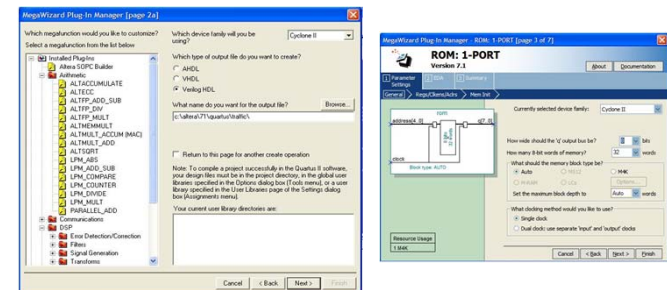 MegaWizard Plug-In Manager [page 2a]
Which megafunction would you like to customize?
Select a megafunction from the list below
Installed Plug-Ins
Altera SOPC Builder
Arithmetic
ALTACCUMULATE
ALTECC
ALTFP_ADD_SUB
ALTFP_DIV
ALTFP_MULT
ALTMEMMULT
ALTMULT_ACCUM (MAC)
ALTMULT_ADD
ALTSQRT
LPM_ABS
LPM_ADD_SUB
LPM_COMPARE
LPM_COUNTER
LPM_DIVIDE
LPM_MULT
PARALLEL_ADD
Communications
DSP
Error Detection/Correction
Filters
Signal Generation
Transforms
Which device family will you be
using?
Cyclone II
Which type of output file do you want to create?
AHDL
VHDL
Verilog HDL
What name do you want for the output file?
Browse...
c:\altera\71\quartus\traffic\
Return to this page for another create operation
Note: To compile a project successfully in the Quartus II software,
your design files must be in the project directory, in the global user
libraries specified in the Options dialog box (Tools menu), or a user
library specified in the User Libraries page of the Settings dialog
box (Assignments menu).
Your current user library directories are:
Cancel
< Back
Next >
Finish
MegaWizard Plug-In Manager - ROM: 1-PORT [page 3 of 7]
ROM: 1-PORT
Version 7.1
About
Documentation
1 Parameter
Settings
2 EDA
3 Summary
General
Regs/Clkens/Aclrs
Mem Init
Currently selected device family:
Cyclone II
address[4..0]
q[7..0]
clock
Block type: AUTO
How wide should the 'q' output bus be?
8 bits
How many 8-bit words of memory?
32 words
What should the memory block type be?
Auto
M512
M4K
M-RAM
LCs
Options...
Set the maximum block depth to
Auto words
What clocking method would you like to use?
Single clock
Dual clock: use separate 'input' and 'output' clocks
Resource Usage
1 M4K
Cancel
< Back
Next >
Finish